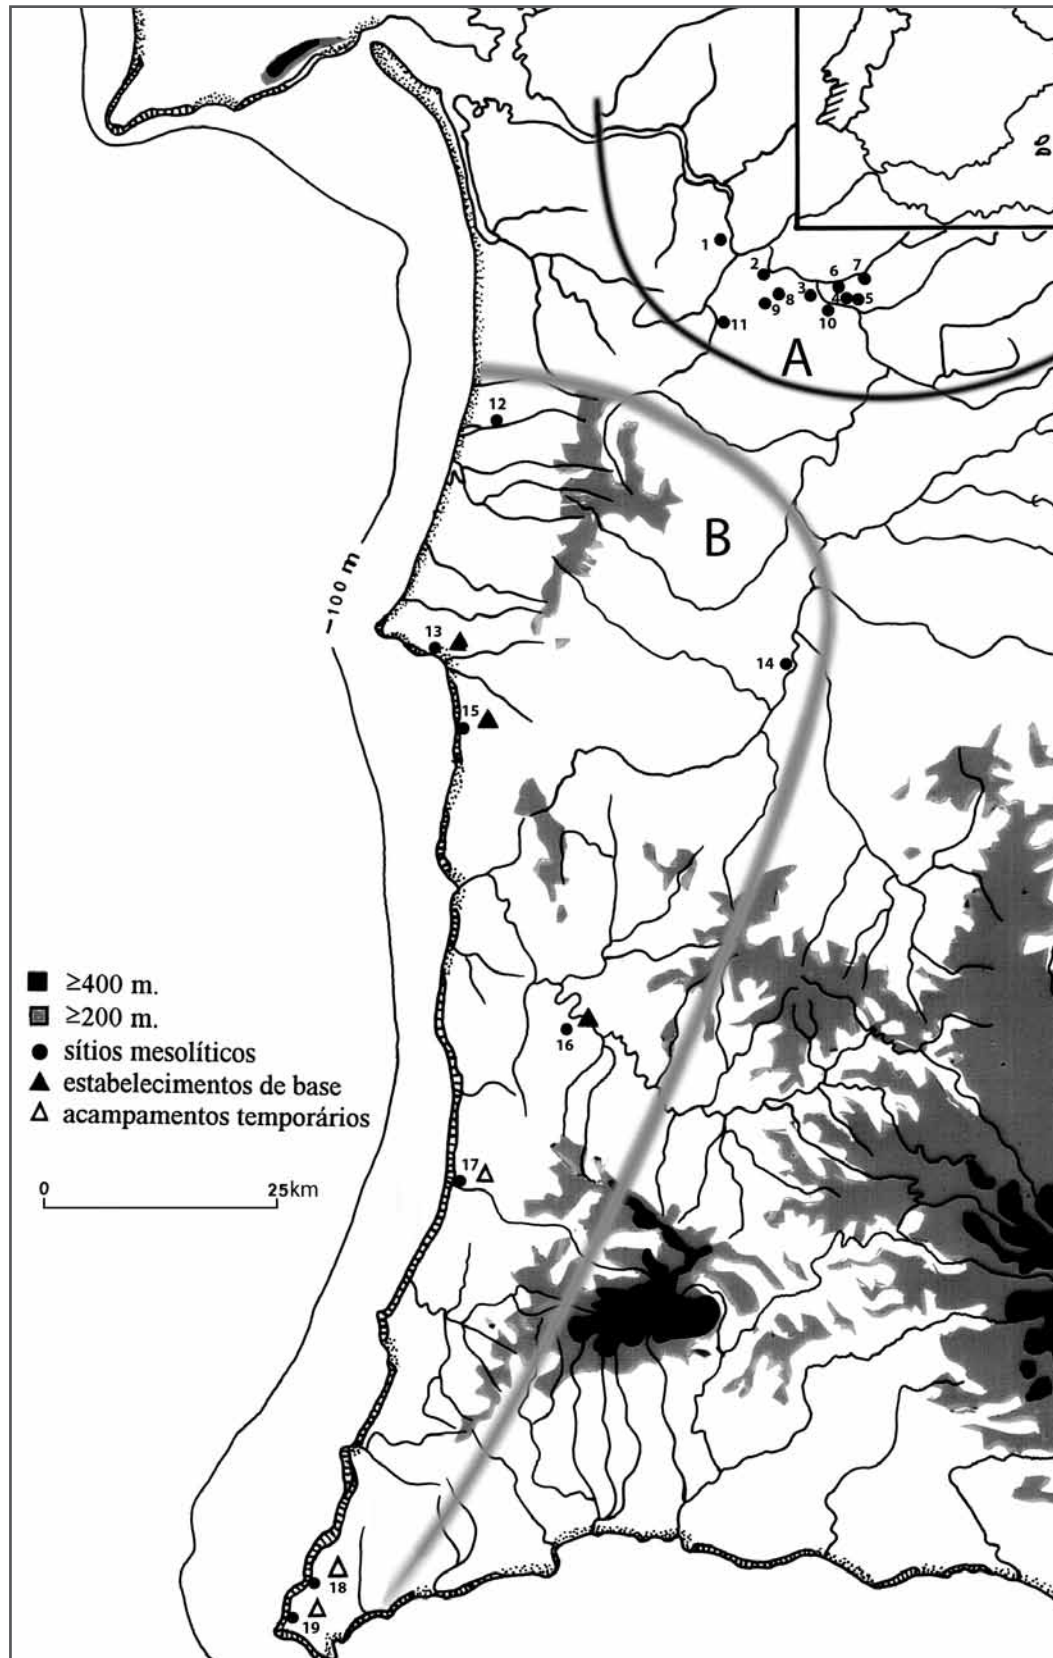 1
2
6
7
3
4
5
8
9
10
11
A
12
B
−100 m
13
14
15
≥400 m.
≥200 m.
sítios mesolíticos
estabelecimentos de base
acampamentos temporários
16
17
0
25km
18
19